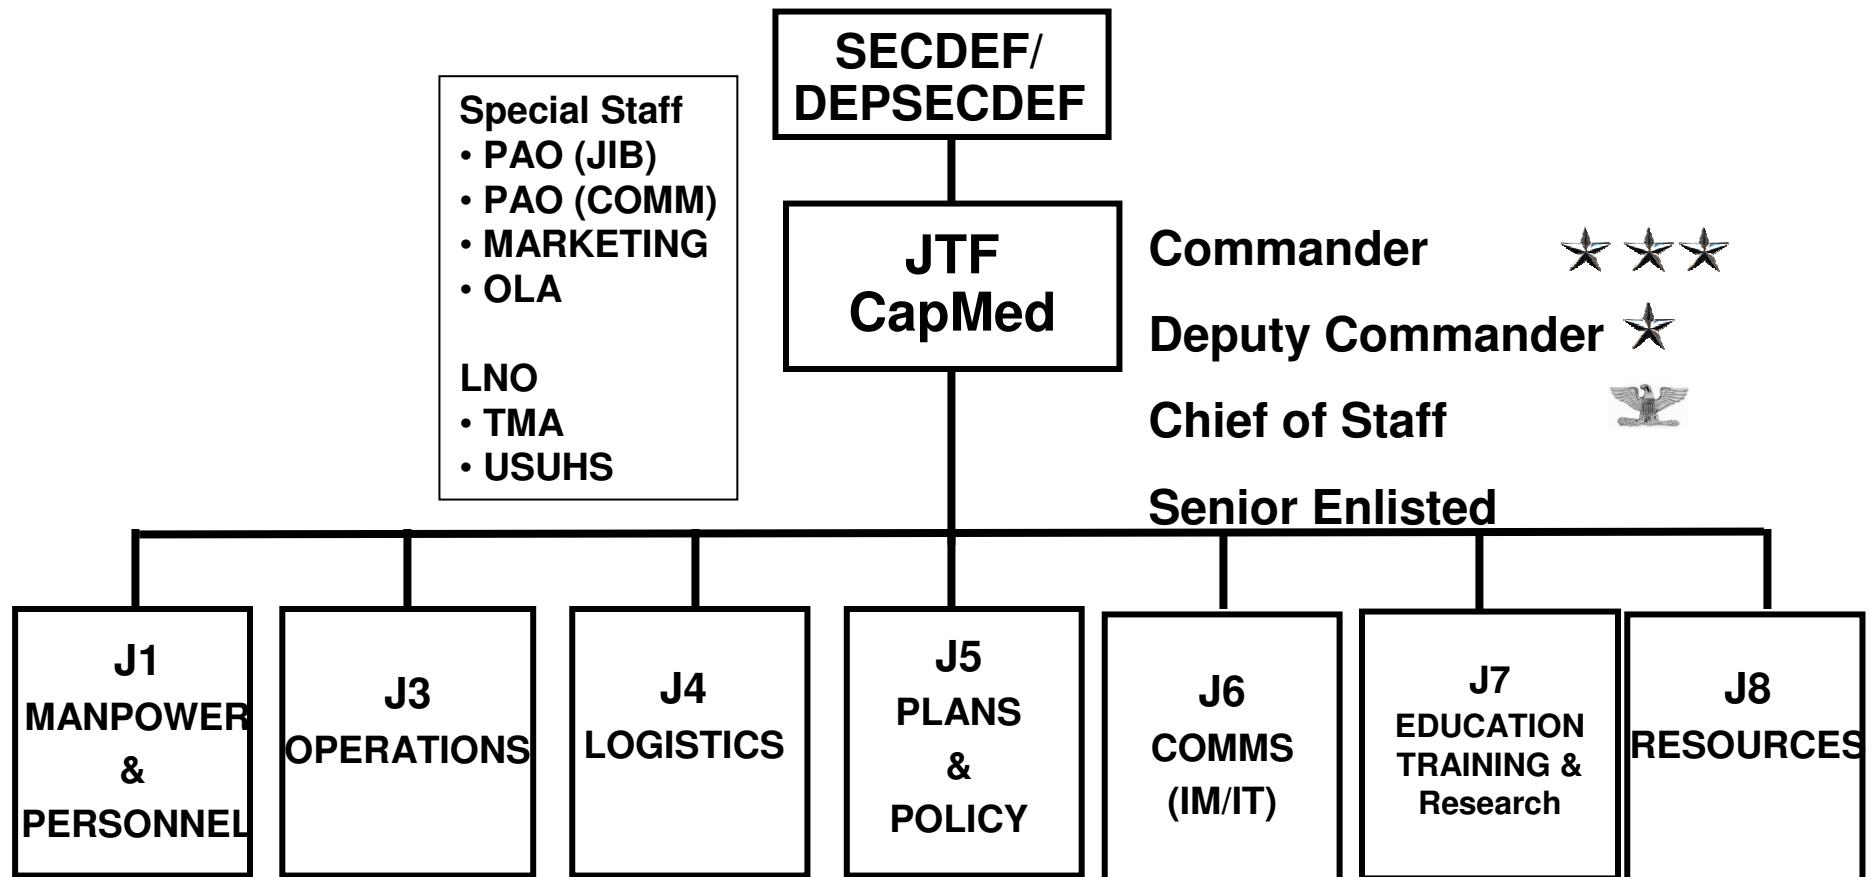 SECDEF/
DEPSECDEF
Special Staff
• PAO (JIB)
• PAO (COMM)
• MARKETING
• OLA
LNO
• TMA
• USUHS
JTF
CapMed
Commander
Deputy Commander
Chief of Staff
Senior Enlisted
J1
MANPOWER
&
PERSONNEL
J3
OPERATIONS
J4
LOGISTICS
J5
PLANS
&
POLICY
J6
COMMS
(IM/IT)
J7
EDUCATION
TRAINING &
Research
J8
RESOURCES